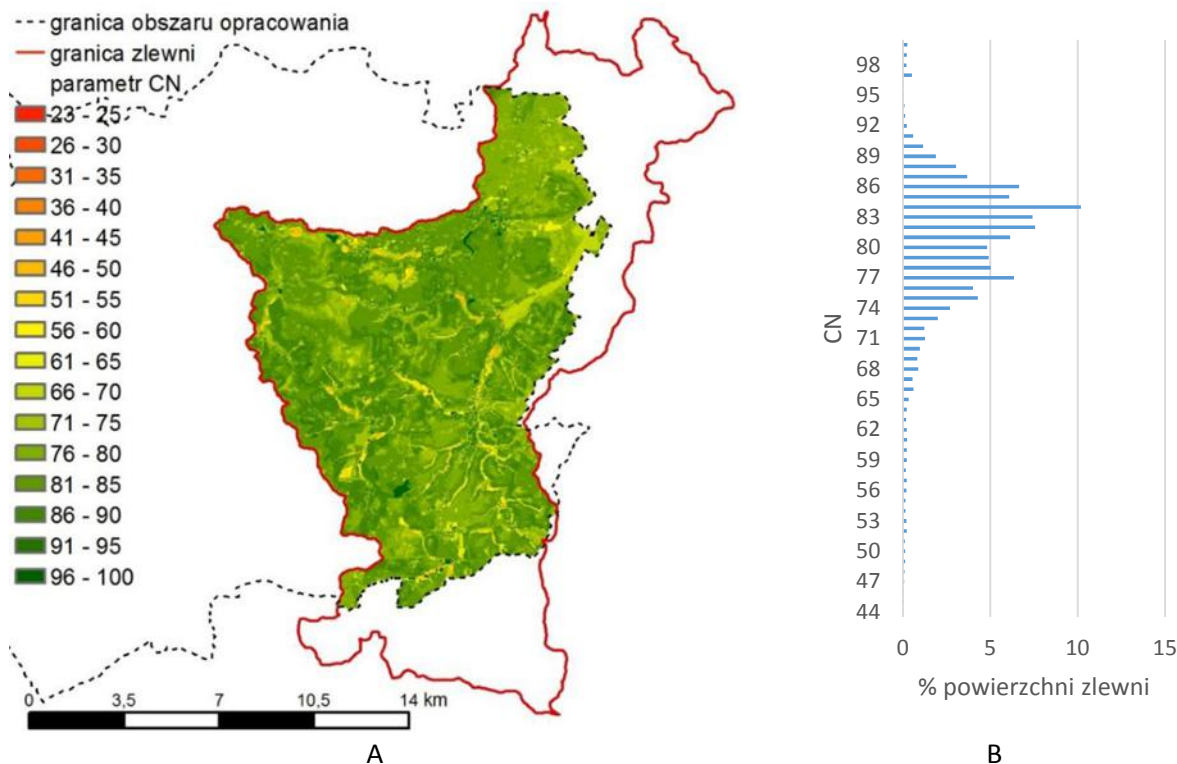 granica obszaru opracowania
granica zlewni
parametr CN
23 - 25
26 - 30
31 - 35
36 - 40
41 - 45
46 - 50
51 - 55
56 - 60
61 - 65
66 - 70
71 - 75
76 - 80
81 - 85
86 - 90
91 - 95
96 - 100
0 3,5 7 10,5 14 km
A
CN
98
95
92
89
86
83
80
77
74
71
68
65
62
59
56
53
50
47
44
0 5 10 15
% powierzchni zlewni
B